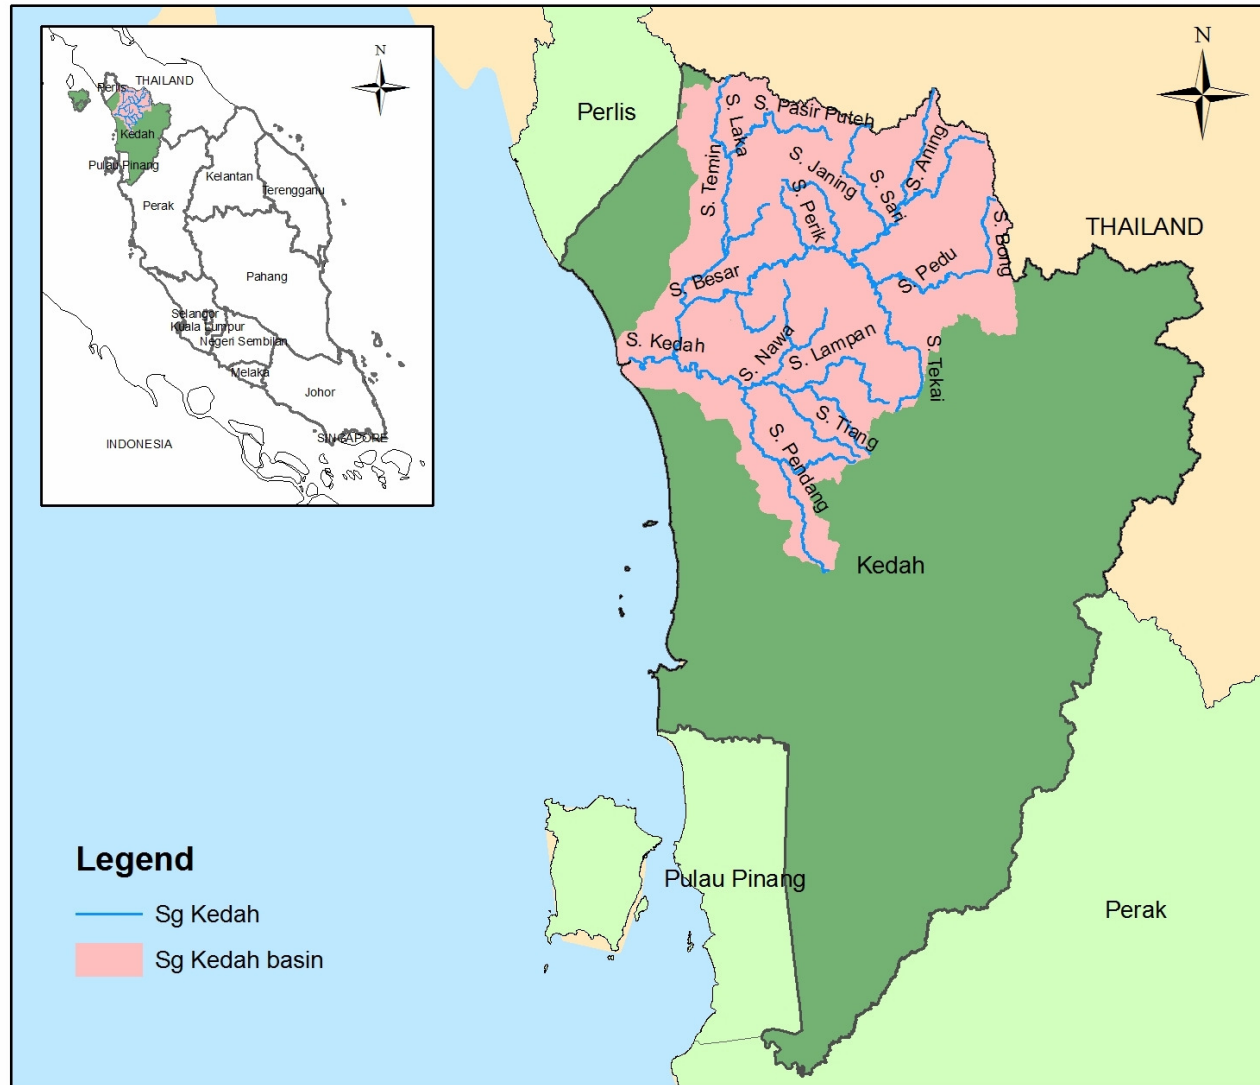 N
THAILAND
Perlis
Kedah
Pulau Pinang
Kelantan
Terengganu
Perak
Pahang
Selangor
Kuala Lumpur
Negeri Sembilan
Melaka
Johor
INDONESIA
SINGAPORE
N
Perlis
S. Laka
S. Pasir Puteh
S. Temin
S. Janing
S. Perik
S. Sari
S. Aning
S. Bong
THAILAND
S. Besar
S. Pedu
S. Kedah
S. Nawa
S. Lampan
S. Tekai
S. Tiang
S. Pendang
Kedah
Pulau Pinang
Perak
Legend
Sg Kedah
Sg Kedah basin